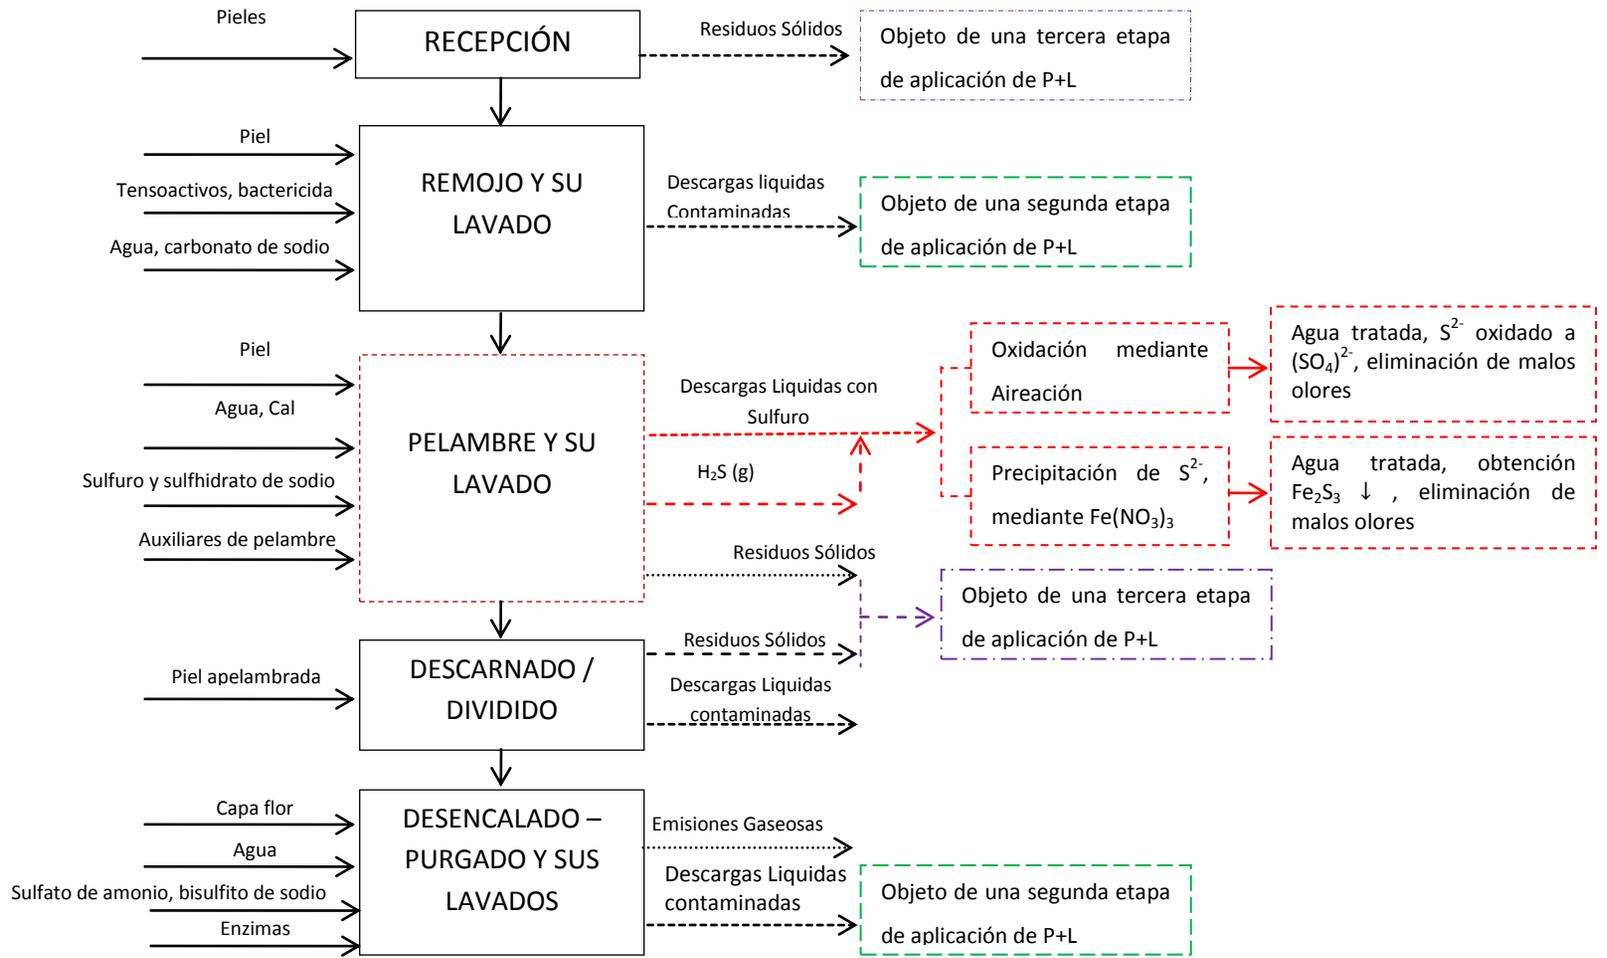 Pieles
RECEPCIÓN
Residuos Sólidos
Objeto de una tercera etapa
de aplicación de P+L
Piel
Tensoactivos, bactericida
Agua, carbonato de sodio
REMOJO Y SU
LAVADO
Descargas liquidas
Contaminadas
Objeto de una segunda etapa
de aplicación de P+L
Piel
Agua, Cal
Sulfuro y sulfhidrato de sodio
Auxiliares de pelambre
PELAMBRE Y SU
LAVADO
Descargas Liquidas con
Sulfuro
H₂S (g)
Residuos Sólidos
Oxidación mediante
Aireación
Agua tratada, S²⁻ oxidado a
(SO₄)²⁻, eliminación de malos
olores
Precipitación de S²⁻,
mediante Fe(NO₃)₃
Agua tratada, obtención
Fe₂S₃ ↓ , eliminación de
malos olores
Objeto de una tercera etapa
de aplicación de P+L
Piel apelambrada
DESCARNADO /
DIVIDIDO
Residuos Sólidos
Descargas Liquidas
contaminadas
Capa flor
Agua
Sulfato de amonio, bisulfito de sodio
Enzimas
DESENCALADO –
PURGADO Y SUS
LAVADOS
Emisiones Gaseosas
Descargas Liquidas
contaminadas
Objeto de una segunda etapa
de aplicación de P+L